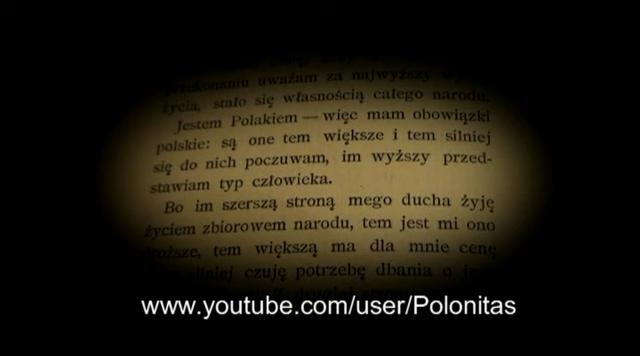 przekonaniu uważam za najwyższy
życia, stało się własnością całego narodu.
Jestem Polakiem — więc mam obowiązki
polskie: są one tem większe i tem silniej
się do nich poczuwam, im wyższy przed-
stawiam typ człowieka.
Bo im szerszą stroną mego ducha żyję
życiem zbiorowem narodu, tem jest mi ono
droższe, tem większą ma dla mnie cenę
silniej czuję potrzebę dbania o
www.youtube.com/user/Polonitas